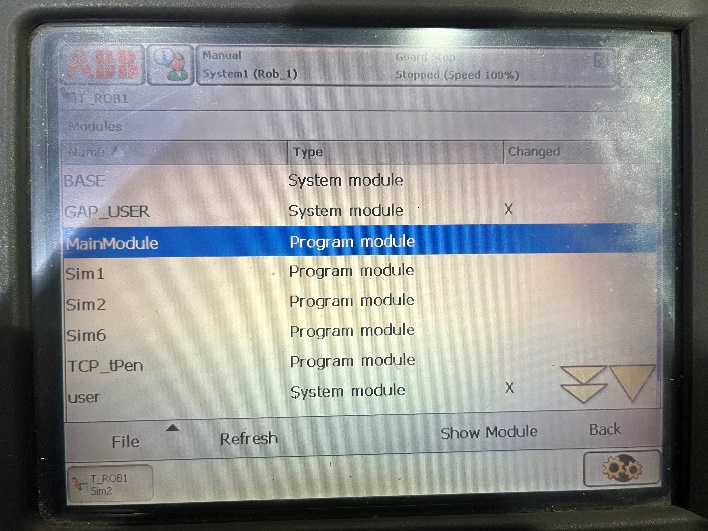 ABB
Manual Guard Stop
System1 (Rob_1) Stopped (Speed 100%)
T_ROB1
Modules
Name Type Changed
BASE System module
GAP_USER System module X
MainModule Program module
Sim1 Program module
Sim2 Program module
Sim6 Program module
TCP_tPen Program module
user System module X
File Refresh Show Module Back
T_ROB1
Sim2